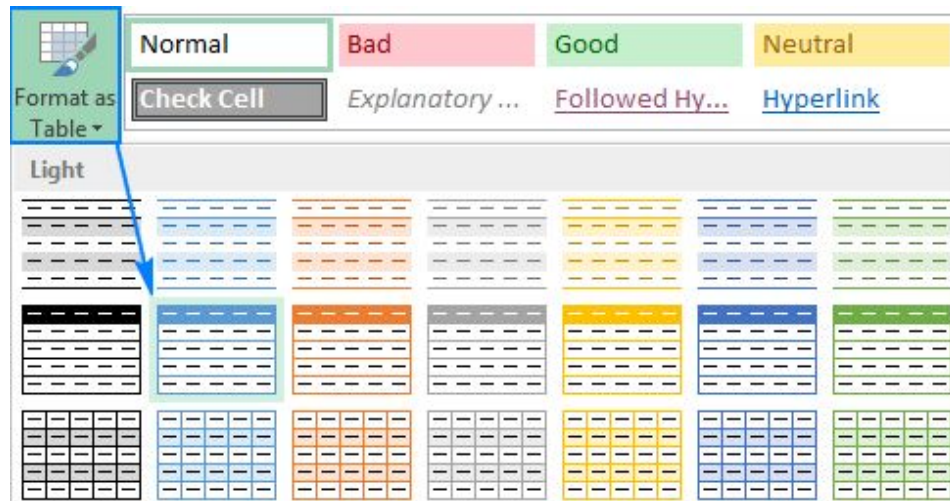 Normal Bad Good Neutral
Format as Check Cell Explanatory ... Followed Hy... Hyperlink
Table
Light